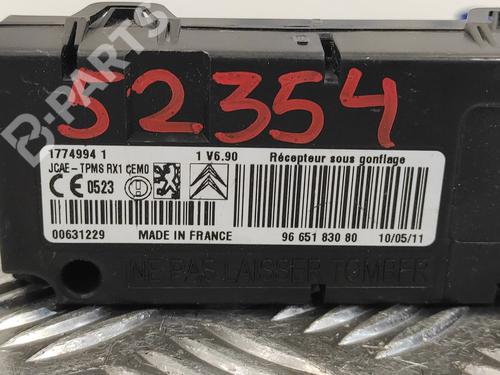 B-PARTS
52354
1774994 1
1 V6.90
Récepteur sous gonflage
JCAE - TPMS RX1 CEMO
CE 0523
00631229
MADE IN FRANCE
96 651 830 80
10/05/11
NE PAS LAISSER TOMBER